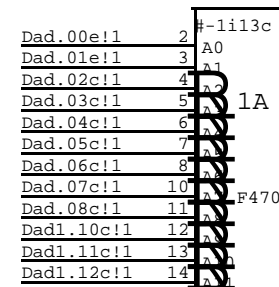 #-1i13c
Dad.00e!1 2 A0
Dad.01e!1 3 A1
Dad.02c!1 4
Dad.03c!1 5 1A
Dad.04c!1 6
Dad.05c!1 7
Dad.06c!1 8
Dad.07c!1 10 F470
Dad.08c!1 11
Dad1.10c!1 12
Dad1.11c!1 13
Dad1.12c!1 14